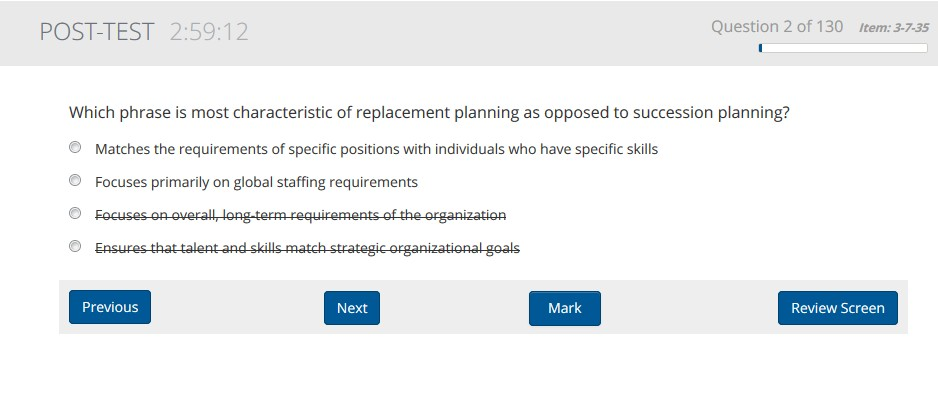 POST-TEST 2:59:12
Question 2 of 130 Item: 3-7-35
Which phrase is most characteristic of replacement planning as opposed to succession planning?
Matches the requirements of specific positions with individuals who have specific skills
Focuses primarily on global staffing requirements
Focuses on overall, long-term requirements of the organization
Ensures that talent and skills match strategic organizational goals
Previous Next Mark Review Screen